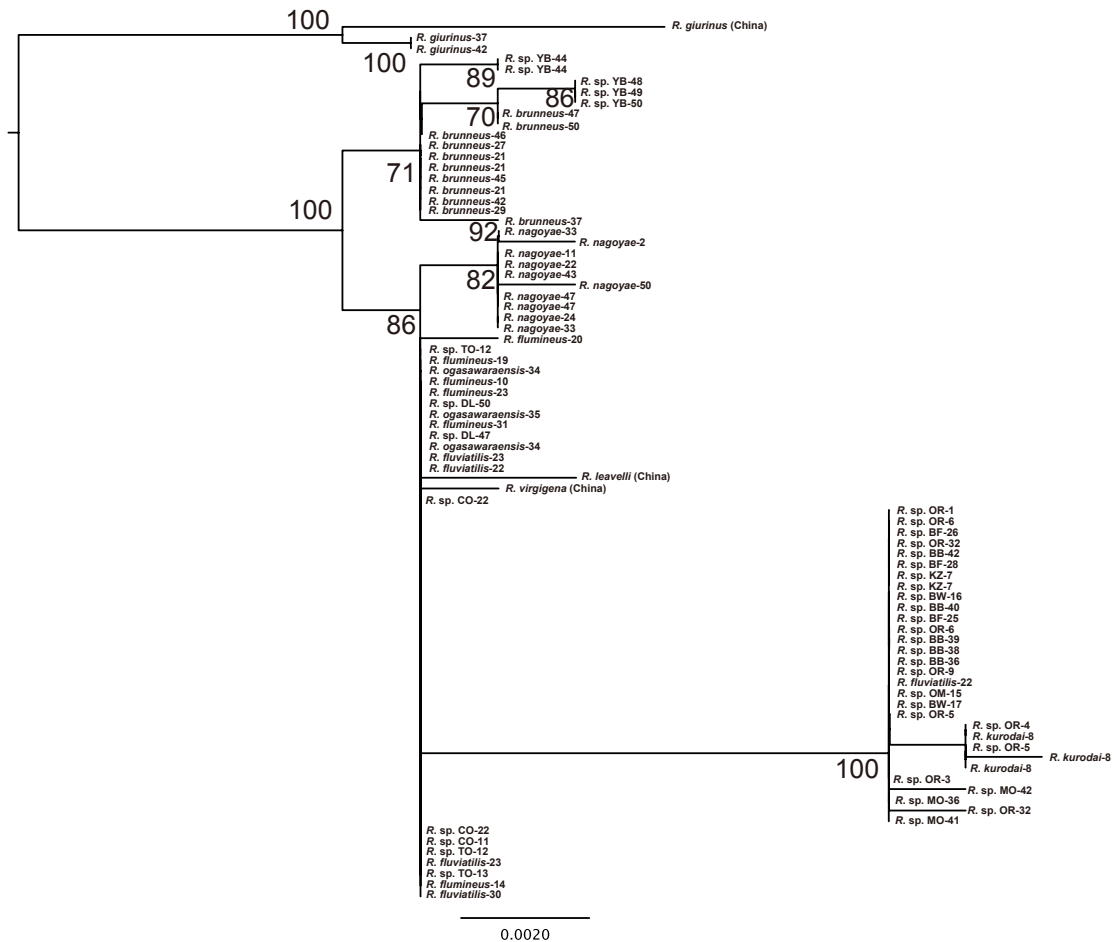 100
R. giurinus (China)
R. giurinus-37
R. giurinus-42
100
R. sp. YB-44
R. sp. YB-44
89
R. sp. YB-48
R. sp. YB-49
R. sp. YB-50
86
70
R. brunneus-47
R. brunneus-50
R. brunneus-46
R. brunneus-27
R. brunneus-21
R. brunneus-21
R. brunneus-45
R. brunneus-21
R. brunneus-42
R. brunneus-29
71
R. brunneus-37
100
92
R. nagoyae-33
R. nagoyae-2
R. nagoyae-11
R. nagoyae-22
R. nagoyae-43
82
R. nagoyae-50
R. nagoyae-47
R. nagoyae-47
R. nagoyae-24
R. nagoyae-33
86
R. flumineus-20
R. sp. TO-12
R. flumineus-19
R. ogasawaraensis-34
R. flumineus-10
R. flumineus-23
R. sp. DL-50
R. ogasawaraensis-35
R. flumineus-31
R. sp. DL-47
R. ogasawaraensis-34
R. fluviatilis-23
R. fluviatilis-22
R. leavelli (China)
R. virgigena (China)
R. sp. CO-22
R. sp. OR-1
R. sp. OR-6
R. sp. BF-26
R. sp. OR-32
R. sp. BB-42
R. sp. BF-28
R. sp. KZ-7
R. sp. KZ-7
R. sp. BW-16
R. sp. BB-40
R. sp. BF-25
R. sp. OR-6
R. sp. BB-39
R. sp. BB-38
R. sp. BB-36
R. sp. OR-9
R. fluviatilis-22
R. sp. OM-15
R. sp. BW-17
R. sp. OR-5
R. sp. OR-4
R. kurodai-8
R. sp. OR-5
R. kurodai-8
R. kurodai-8
100
R. sp. OR-3
R. sp. MO-42
R. sp. MO-36
R. sp. OR-32
R. sp. MO-41
R. sp. CO-22
R. sp. CO-11
R. sp. TO-12
R. fluviatilis-23
R. sp. TO-13
R. flumineus-14
R. fluviatilis-30
0.0020